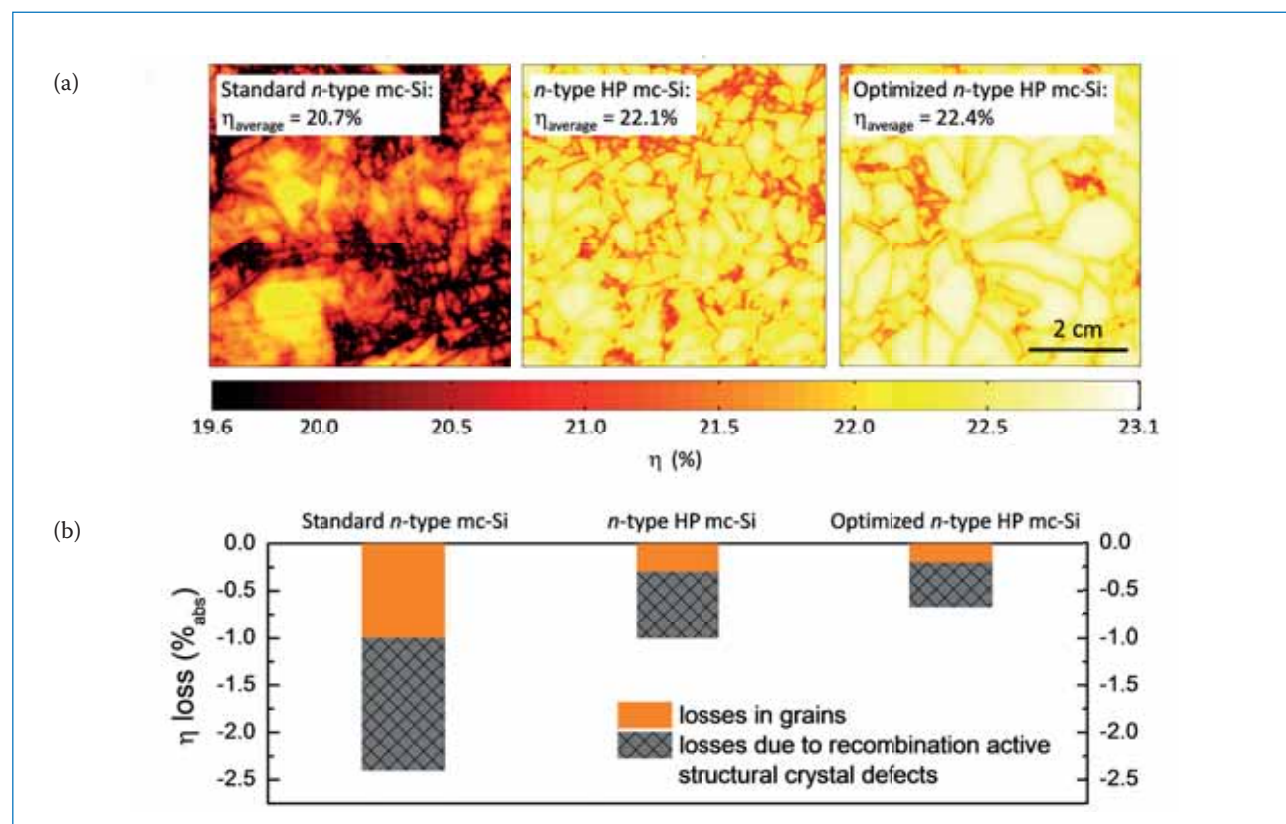 (a)
Standard n-type mc-Si:
ηaverage = 20.7%
n-type HP mc-Si:
ηaverage = 22.1%
Optimized n-type HP mc-Si:
ηaverage = 22.4%
2 cm
19.6 20.0 20.5 21.0 21.5 22.0 22.5 23.1
η (%)
(b)
Standard n-type mc-Si n-type HP mc-Si Optimized n-type HP mc-Si
0.0 0.0
-0.5 -0.5
-1.0 -1.0
-1.5 -1.5
-2.0 -2.0
-2.5 -2.5
η loss (%abs)
losses in grains
losses due to recombination active
structural crystal defects